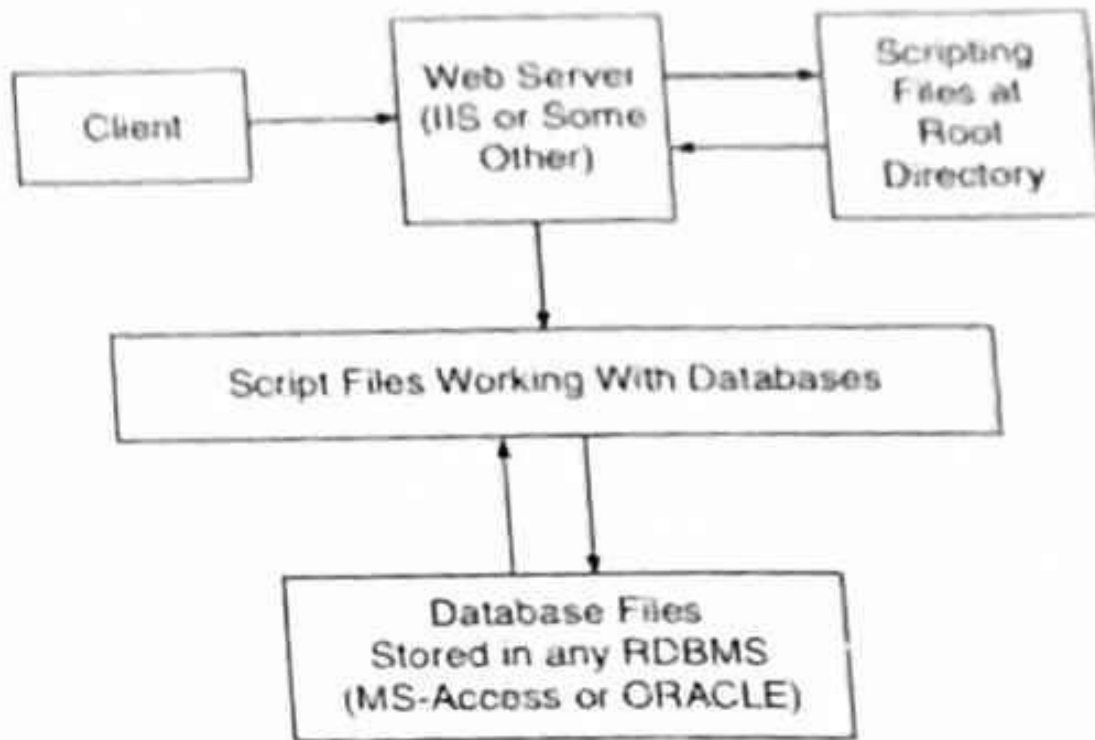 Client
Web Server
(IIS or Some
Other)
Scripting
Files at
Root
Directory
Script Files Working With Databases
Database Files
Stored in any RDBMS
(MS-Access or ORACLE)